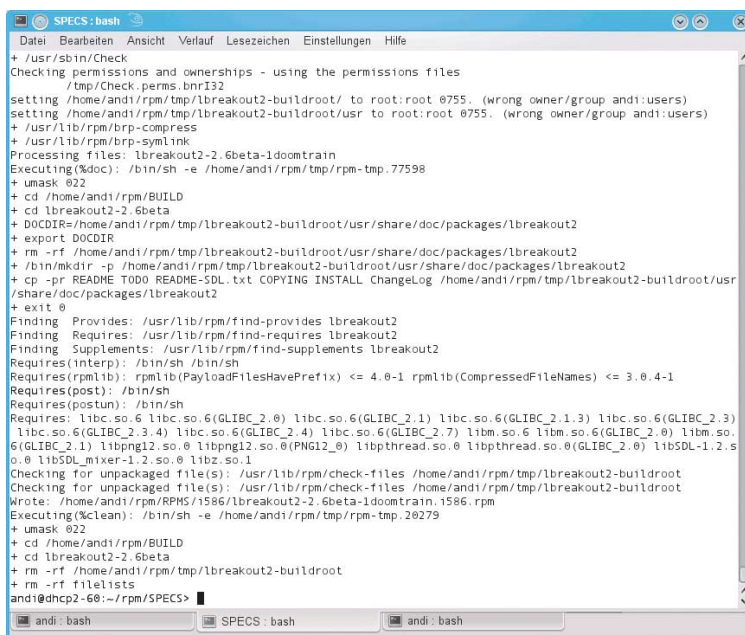 SPECS : bash
Datei Bearbeiten Ansicht Verlauf Lesezeichen Einstellungen Hilfe
+ /usr/sbin/Check
Checking permissions and ownerships - using the permissions files
/tmp/Check.perms.bnrI32
setting /home/andi/rpm/tmp/lbreakout2-buildroot/ to root:root 0755. (wrong owner/group andi:users)
setting /home/andi/rpm/tmp/lbreakout2-buildroot/usr to root:root 0755. (wrong owner/group andi:users)
+ /usr/lib/rpm/brp-compress
+ /usr/lib/rpm/brp-symlink
Processing files: lbreakout2-2.6beta-1doomtrain
Executing(%doc): /bin/sh -e /home/andi/rpm/tmp/rpm-tmp.77598
+ umask 022
+ cd /home/andi/rpm/BUILD
+ cd lbreakout2-2.6beta
+ DOCDIR=/home/andi/rpm/tmp/lbreakout2-buildroot/usr/share/doc/packages/lbreakout2
+ export DOCDIR
+ rm -rf /home/andi/rpm/tmp/lbreakout2-buildroot/usr/share/doc/packages/lbreakout2
+ /bin/mkdir -p /home/andi/rpm/tmp/lbreakout2-buildroot/usr/share/doc/packages/lbreakout2
+ cp -pr README TODO README-SDL.txt COPYING INSTALL ChangeLog /home/andi/rpm/tmp/lbreakout2-buildroot/usr
/share/doc/packages/lbreakout2
+ exit 0
Finding  Provides: /usr/lib/rpm/find-provides lbreakout2
Finding  Requires: /usr/lib/rpm/find-requires lbreakout2
Finding  Supplements: /usr/lib/rpm/find-supplements lbreakout2
Requires(interp): /bin/sh /bin/sh
Requires(rpmlib): rpmlib(PayloadFilesHavePrefix) <= 4.0-1 rpmlib(CompressedFileNames) <= 3.0.4-1
Requires(post): /bin/sh
Requires(postun): /bin/sh
Requires: libc.so.6 libc.so.6(GLIBC_2.0) libc.so.6(GLIBC_2.1) libc.so.6(GLIBC_2.1.3) libc.so.6(GLIBC_2.3)
libc.so.6(GLIBC_2.3.4) libc.so.6(GLIBC_2.4) libc.so.6(GLIBC_2.7) libm.so.6 libm.so.6(GLIBC_2.0) libm.so.
6(GLIBC_2.1) libpng12.so.0 libpng12.so.0(PNG12_0) libpthread.so.0 libpthread.so.0(GLIBC_2.0) libSDL-1.2.s
o.0 libSDL_mixer-1.2.so.0 libz.so.1
Checking for unpackaged file(s): /usr/lib/rpm/check-files /home/andi/rpm/tmp/lbreakout2-buildroot
Checking for unpackaged file(s): /usr/lib/rpm/check-files /home/andi/rpm/tmp/lbreakout2-buildroot
Wrote: /home/andi/rpm/RPMS/i586/lbreakout2-2.6beta-1doomtrain.i586.rpm
Executing(%clean): /bin/sh -e /home/andi/rpm/tmp/rpm-tmp.20279
+ umask 022
+ cd /home/andi/rpm/BUILD
+ cd lbreakout2-2.6beta
+ rm -rf /home/andi/rpm/tmp/lbreakout2-buildroot
+ rm -rf filelists
andi@dhcp2-60:~/rpm/SPECS>
andi : bash SPECS : bash andi : bash